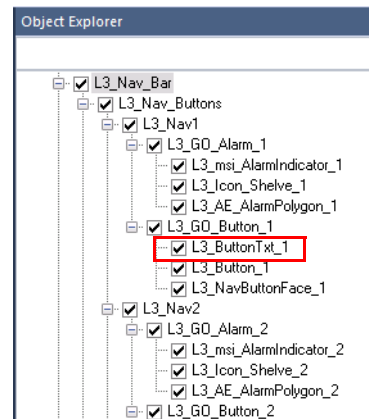 Object Explorer
L3_Nav_Bar
L3_Nav_Buttons
L3_Nav1
L3_GO_Alarm_1
L3_msi_AlarmIndicator_1
L3_Icon_Shelve_1
L3_AE_AlarmPolygon_1
L3_GO_Button_1
L3_ButtonTxt_1
L3_Button_1
L3_NavButtonFace_1
L3_Nav2
L3_GO_Alarm_2
L3_msi_AlarmIndicator_2
L3_Icon_Shelve_2
L3_AE_AlarmPolygon_2
L3_GO_Button_2